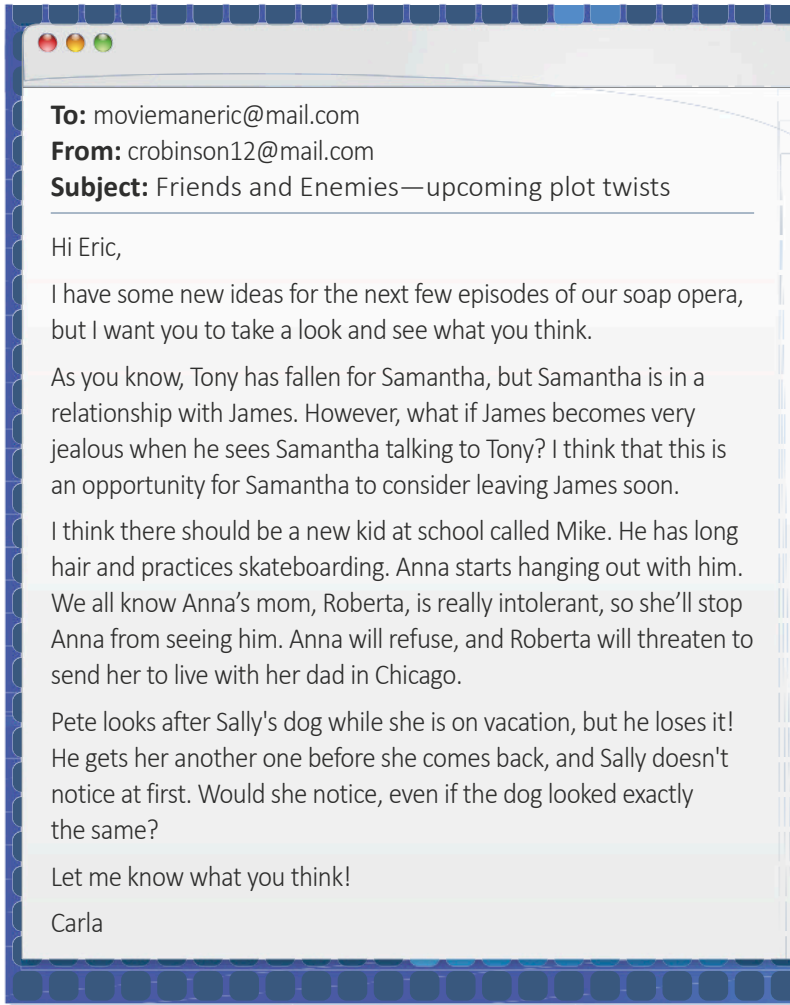 To: moviemaneric@mail.com
From: crobinson12@mail.com
Subject: Friends and Enemies—upcoming plot twists
Hi Eric,
I have some new ideas for the next few episodes of our soap opera,
but I want you to take a look and see what you think.
As you know, Tony has fallen for Samantha, but Samantha is in a
relationship with James. However, what if James becomes very
jealous when he sees Samantha talking to Tony? I think that this is
an opportunity for Samantha to consider leaving James soon.
I think there should be a new kid at school called Mike. He has long
hair and practices skateboarding. Anna starts hanging out with him.
We all know Anna’s mom, Roberta, is really intolerant, so she’ll stop
Anna from seeing him. Anna will refuse, and Roberta will threaten to
send her to live with her dad in Chicago.
Pete looks after Sally's dog while she is on vacation, but he loses it!
He gets her another one before she comes back, and Sally doesn't
notice at first. Would she notice, even if the dog looked exactly
the same?
Let me know what you think!
Carla